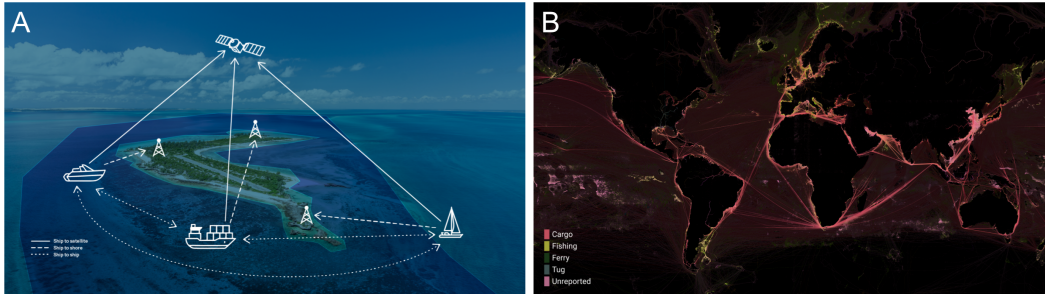 A
Ship to satellite
Ship to shore
Ship to ship
B
Cargo
Fishing
Ferry
Tug
Unreported